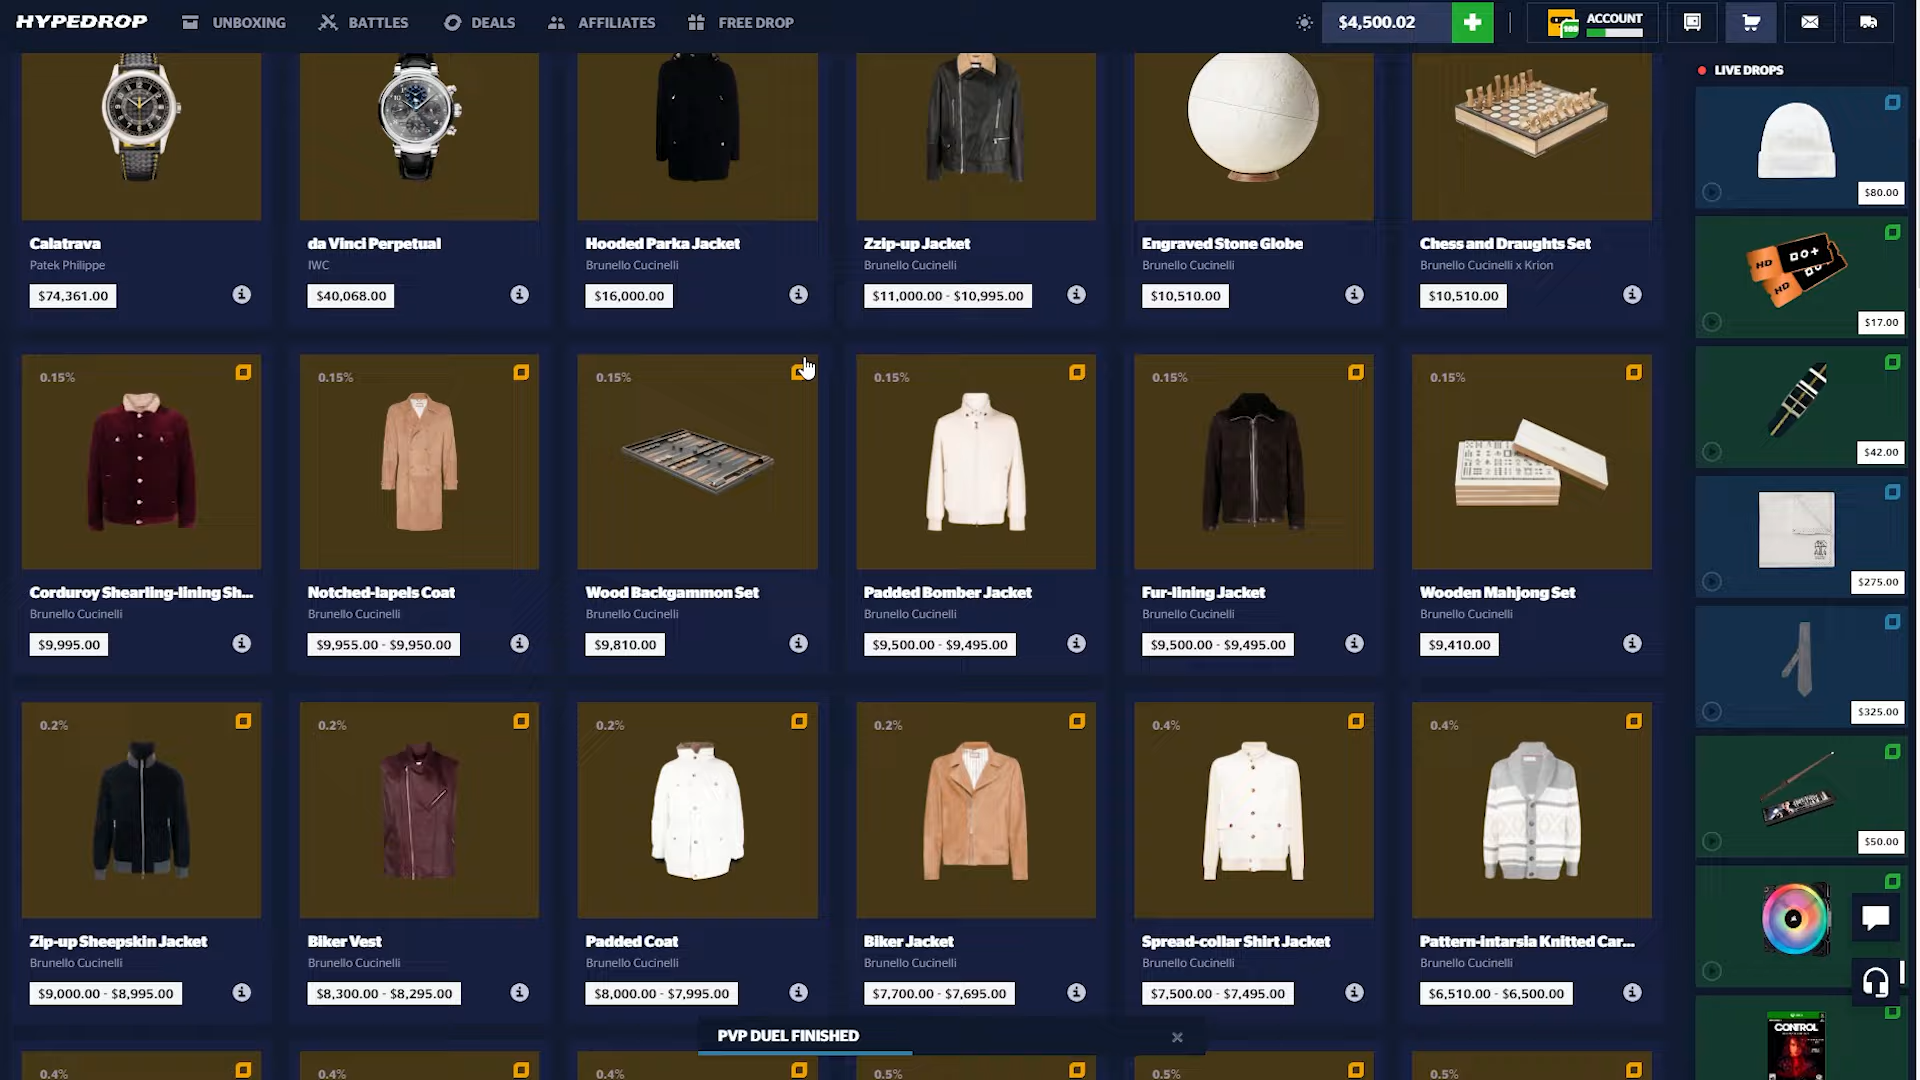 HYPEDROP
UNBOXING
BATTLES
DEALS
AFFILIATES
FREE DROP
$4,500.02
109
ACCOUNT
LIVE DROPS
Calatrava
Patek Philippe
$74,361.00
da Vinci Perpetual
IWC
$40,068.00
Hooded Parka Jacket
Brunello Cucinelli
$16,000.00
Zzip-up Jacket
Brunello Cucinelli
$11,000.00 - $10,995.00
Engraved Stone Globe
Brunello Cucinelli
$10,510.00
Chess and Draughts Set
Brunello Cucinelli x Krion
$10,510.00
0.15%
Corduroy Shearling-lining Sh...
Brunello Cucinelli
$9,995.00
0.15%
Notched-lapels Coat
Brunello Cucinelli
$9,955.00 - $9,950.00
0.15%
Wood Backgammon Set
Brunello Cucinelli
$9,810.00
0.15%
Padded Bomber Jacket
Brunello Cucinelli
$9,500.00 - $9,495.00
0.15%
Fur-lining Jacket
Brunello Cucinelli
$9,500.00 - $9,495.00
0.15%
Wooden Mahjong Set
Brunello Cucinelli
$9,410.00
0.2%
Zip-up Sheepskin Jacket
Brunello Cucinelli
$9,000.00 - $8,995.00
0.2%
Biker Vest
Brunello Cucinelli
$8,300.00 - $8,295.00
0.2%
Padded Coat
Brunello Cucinelli
$8,000.00 - $7,995.00
0.2%
Biker Jacket
Brunello Cucinelli
$7,700.00 - $7,695.00
0.4%
Spread-collar Shirt Jacket
Brunello Cucinelli
$7,500.00 - $7,495.00
0.4%
Pattern-intarsia Knitted Car...
Brunello Cucinelli
$6,510.00 - $6,500.00
PVP DUEL FINISHED
0.4%
0.4%
0.4%
0.5%
0.5%
0.5%
$80.00
HD
HD
$17.00
$42.00
$275.00
$325.00
$50.00
CONTROL